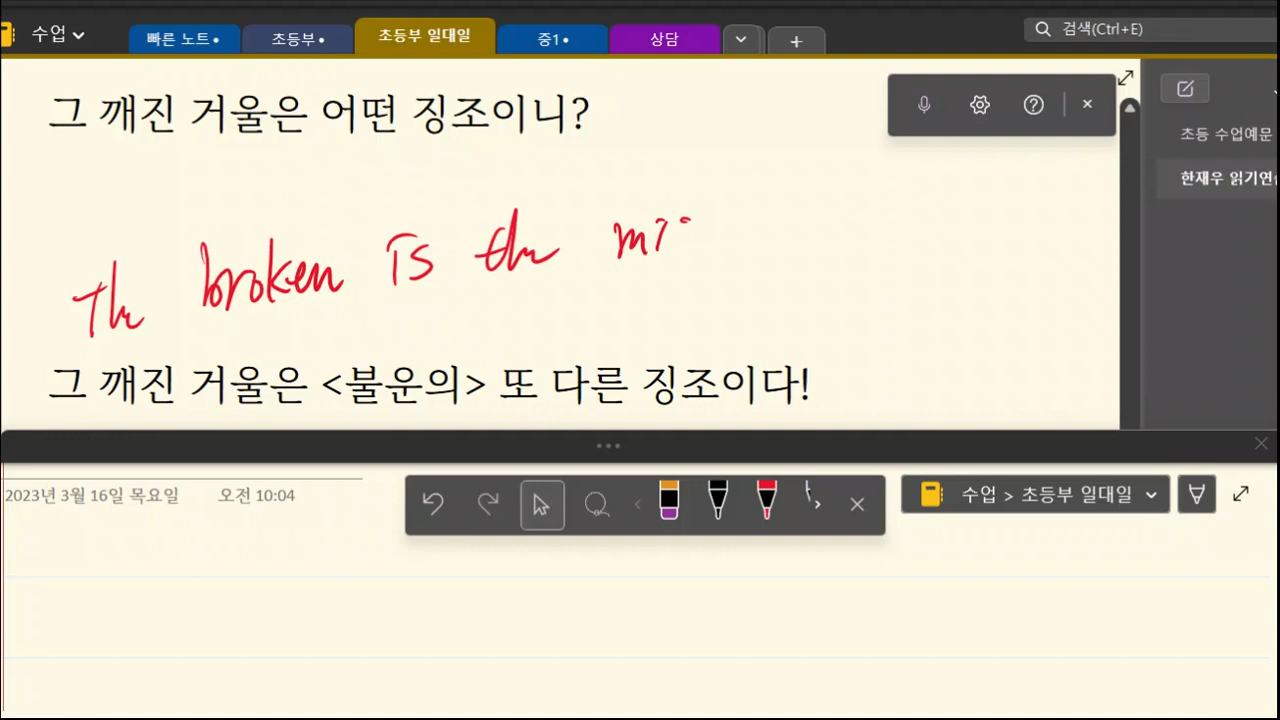 수업
빠른 노트• 초등부• 초등부 일대일 중1• 상담 +
검색(Ctrl+E)
그 깨진 거울은 어떤 징조이니?
초등 수업예문
한재우 읽기연
The broken is the mi
그 깨진 거울은 <불운의> 또 다른 징조이다!
2023년 3월 16일 목요일 오전 10:04
수업 > 초등부 일대일